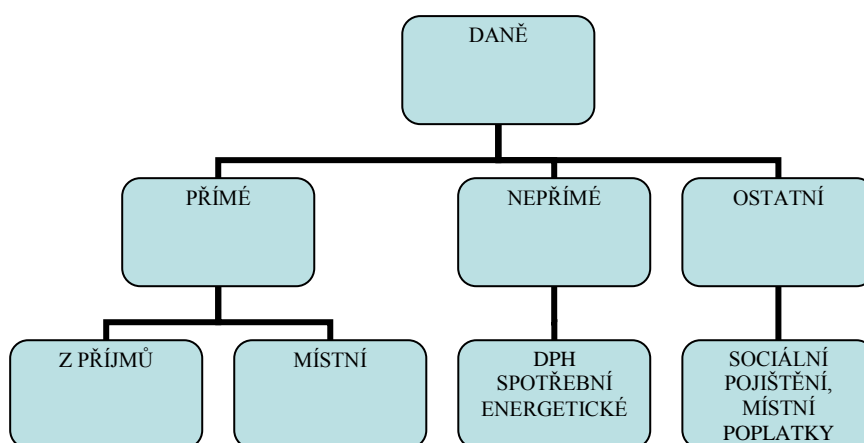 DANĚ
PŘÍMÉ
NEPŘÍMÉ
OSTATNÍ
Z PŘÍJMŮ
MÍSTNÍ
DPH
SPOTŘEBNÍ
ENERGETICKÉ
SOCIÁLNÍ
POJIŠTĚNÍ,
MÍSTNÍ
POPLATKY